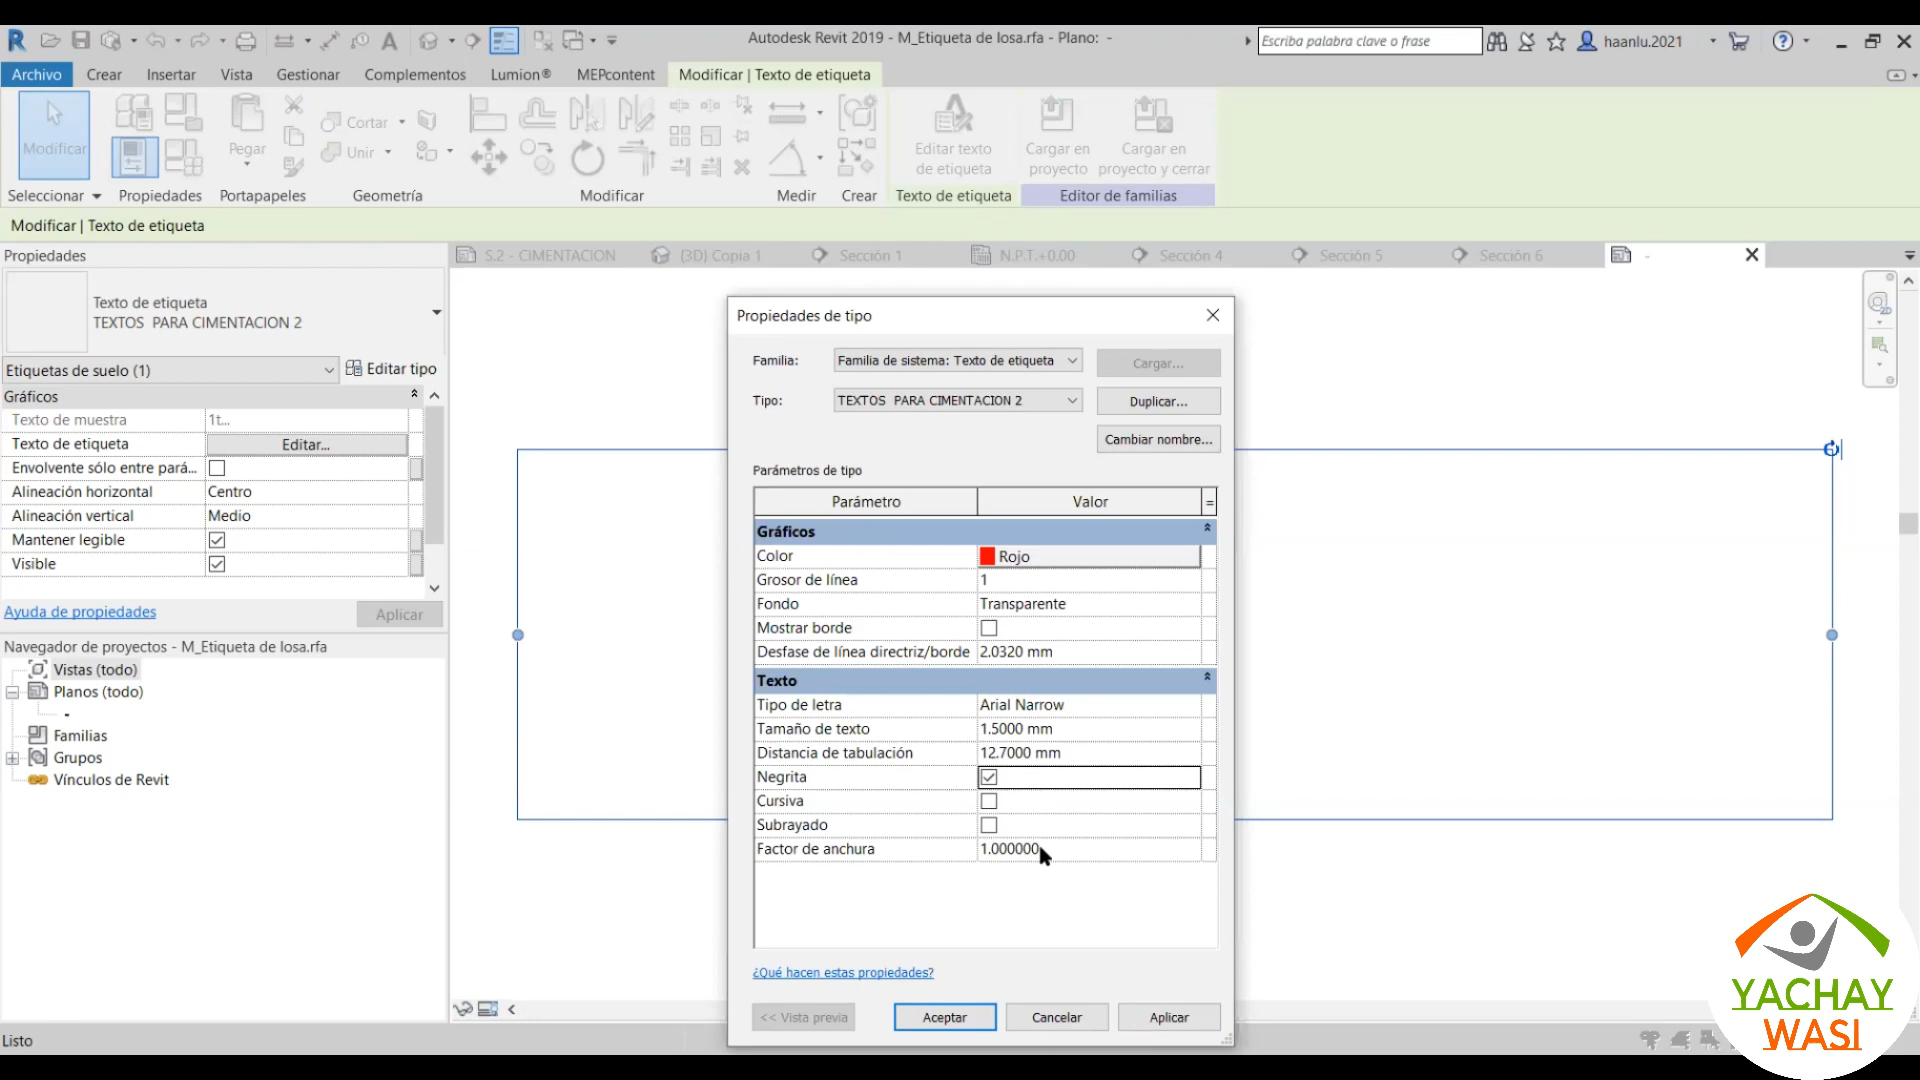 Autodesk Revit 2019 - M_Etiqueta de losa.rfa - Plano: -
Escriba palabra clave o frase
haanlu.2021
Archivo Crear Insertar Vista Gestionar Complementos Lumion® MEPcontent Modificar | Texto de etiqueta
Modificar
Pegar
Cortar
Unir
Editar texto de etiqueta
Cargar en proyecto
Cargar en proyecto y cerrar
Seleccionar Propiedades Portapapeles Geometría Modificar Medir Crear Texto de etiqueta Editor de familias
Modificar | Texto de etiqueta
Propiedades
S.2 - CIMENTACION (3D) Copia 1 Sección 1 N.P.T.+0.00 Sección 4 Sección 5 Sección 6 -
Texto de etiqueta
TEXTOS PARA CIMENTACION 2
Etiquetas de suelo (1) Editar tipo
Gráficos
Texto de muestra 1t...
Texto de etiqueta Editar...
Envolvente sólo entre pará...
Alineación horizontal Centro
Alineación vertical Medio
Mantener legible
Visible
Ayuda de propiedades Aplicar
Navegador de proyectos - M_Etiqueta de losa.rfa
Vistas (todo)
Planos (todo)
-
Familias
Grupos
Vínculos de Revit
Propiedades de tipo
Familia: Familia de sistema: Texto de etiqueta Cargar...
Tipo: TEXTOS PARA CIMENTACION 2 Duplicar...
Cambiar nombre...
Parámetros de tipo
Parámetro Valor =
Gráficos
Color Rojo
Grosor de línea 1
Fondo Transparente
Mostrar borde
Desfase de línea directriz/borde 2.0320 mm
Texto
Tipo de letra Arial Narrow
Tamaño de texto 1.5000 mm
Distancia de tabulación 12.7000 mm
Negrita
Cursiva
Subrayado
Factor de anchura 1.000000
¿Qué hacen estas propiedades?
<< Vista previa Aceptar Cancelar Aplicar
Listo
YACHAY
WASI